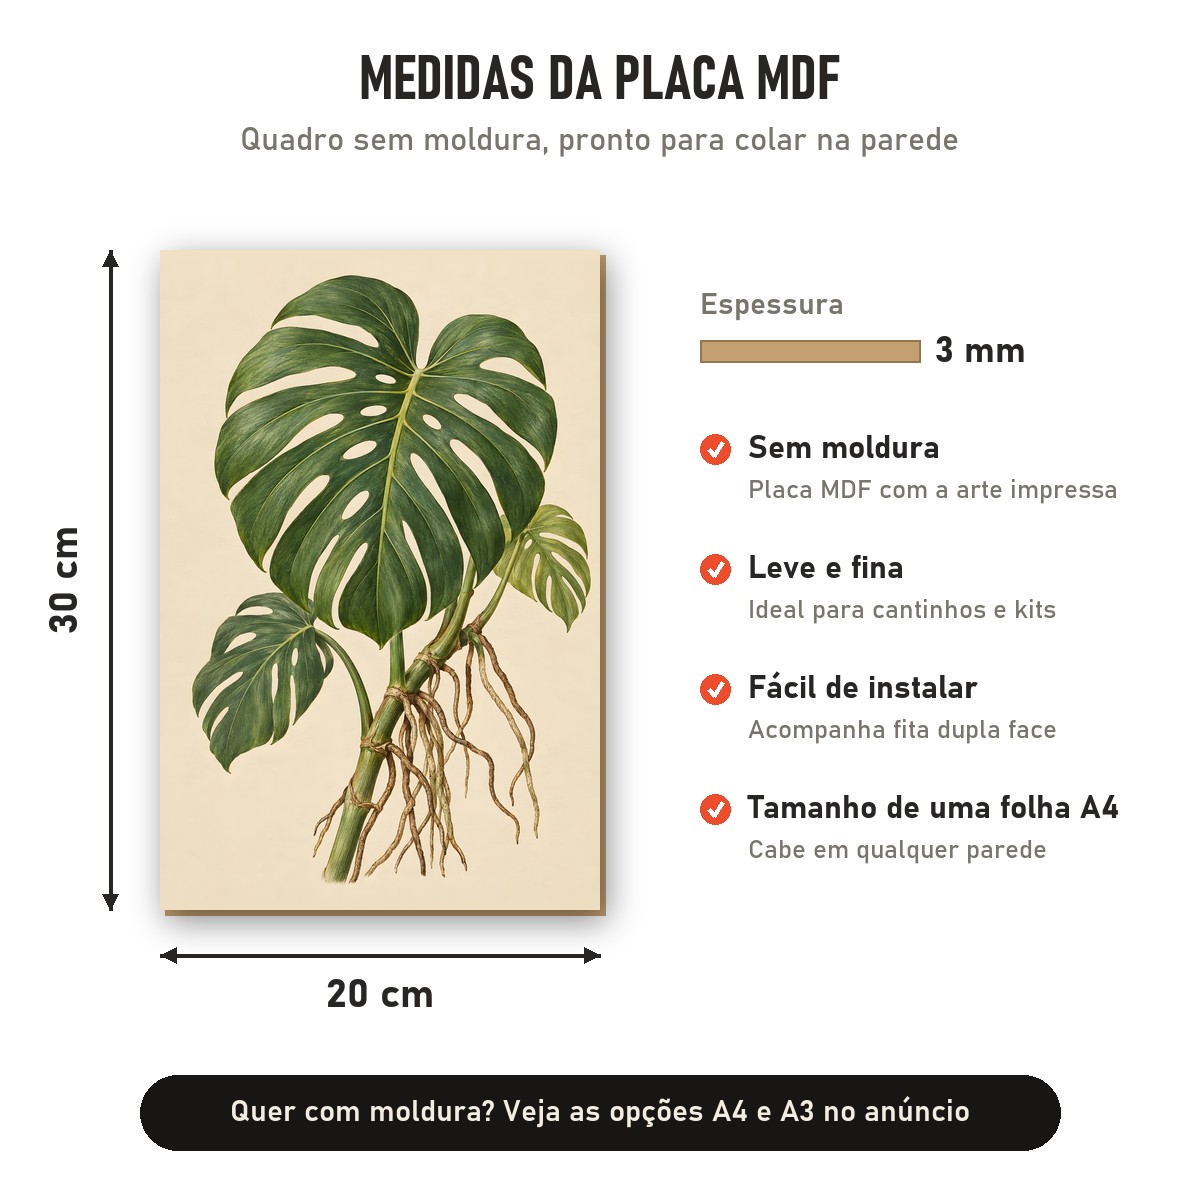 MEDIDAS DA PLACA MDF
Quadro sem moldura, pronto para colar na parede
30 cm
20 cm
Espessura
3 mm
Sem moldura
Placa MDF com a arte impressa
Leve e fina
Ideal para cantinhos e kits
Fácil de instalar
Acompanha fita dupla face
Tamanho de uma folha A4
Cabe em qualquer parede
Quer com moldura? Veja as opções A4 e A3 no anúncio